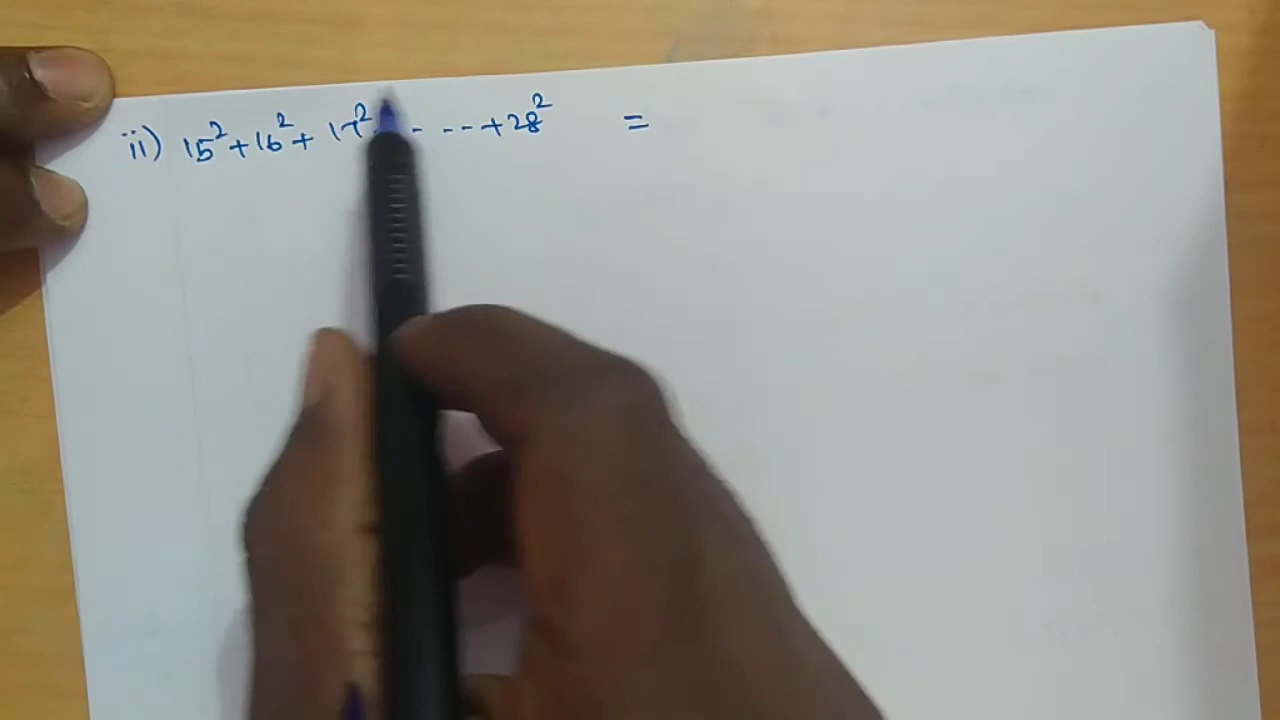 ii) 15² + 16² + 17² - - - - + 28² =